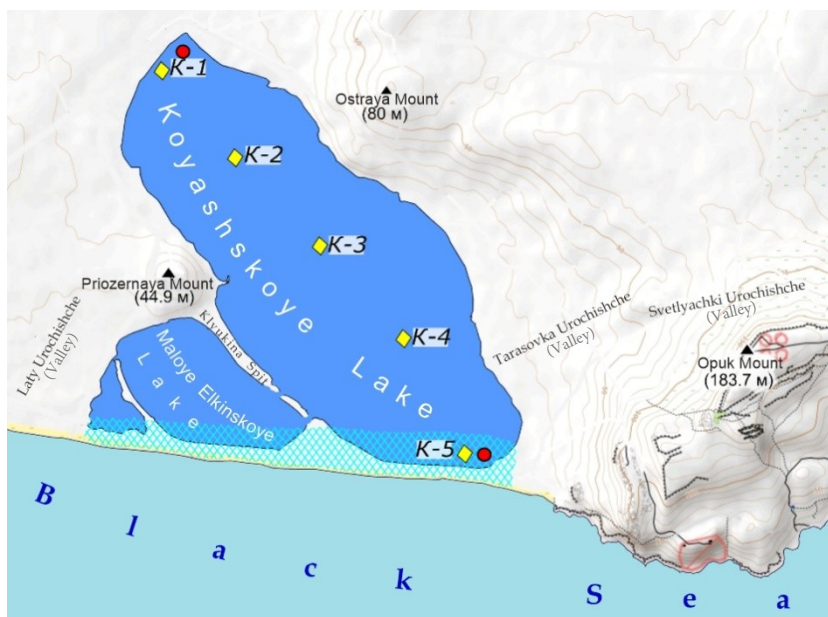 K-1
Ostraya Mount
(80 м)
K-2
Koyashskoye Lake
K-3
Priozernaya Mount
(44.9 м)
Laty Urochishche
(Valley)
Klyukina Spit
Maloye Elkinskoye
Lake
K-4
Tarasovka Urochishche
(Valley)
Svetlyachki Urochishche
(Valley)
Opuk Mount
(183.7 м)
K-5
Black Sea